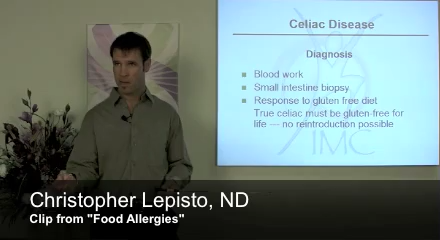 Celiac Disease
Diagnosis
Blood work
Small intestine biopsy
Response to gluten free diet
True celiac must be gluten-free for
life — no reintroduction possible
IMC
Christopher Lepisto, ND
Clip from "Food Allergies"